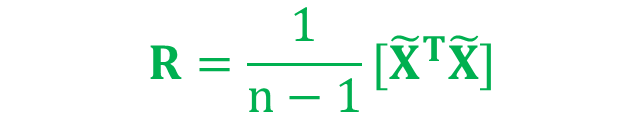 𝐑 = 1/(n − 1) [𝐗̃ᵀ𝐗̃]